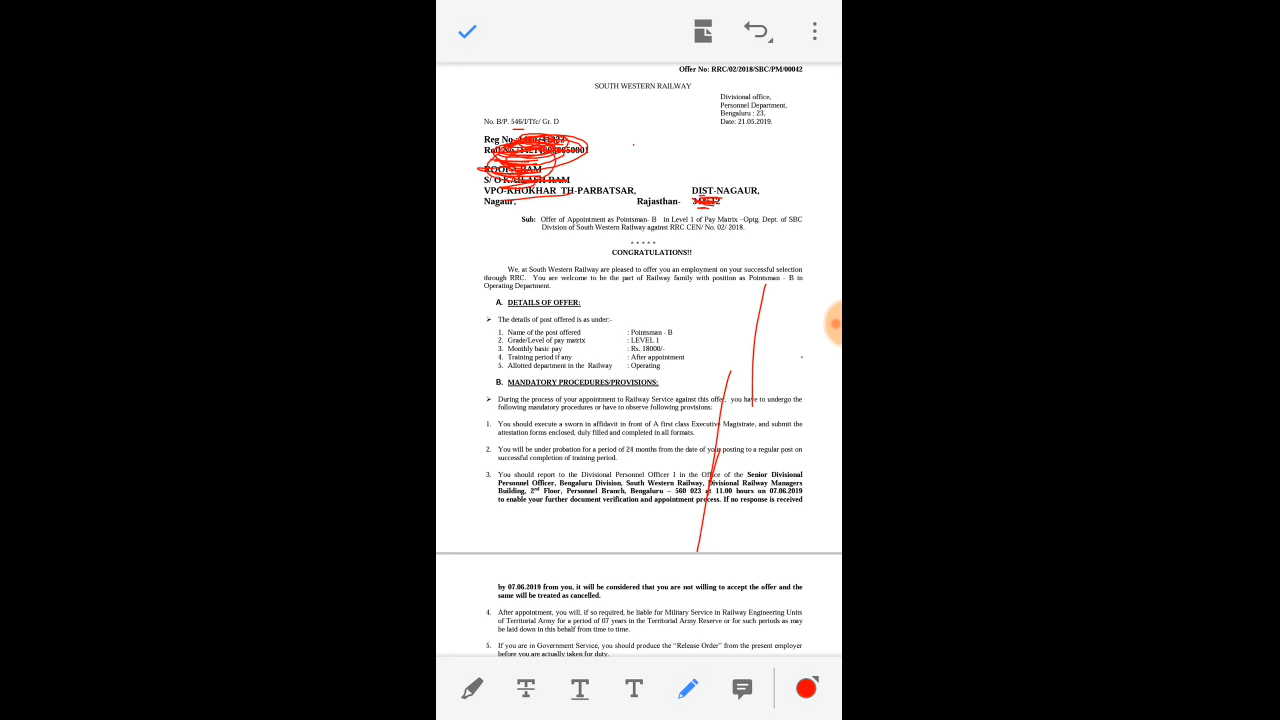 Offer No: RRC/02/2018/SBC/PM/00042
SOUTH WESTERN RAILWAY
Divisional office,
Personnel Department,
Bengaluru : 23,
No. B/P. 546/I/Tfc/ Gr. D
Date: 21.05.2019.
Reg No
Roll No
S/ O
VPO-KHOKHAR TH-PARBATSAR, DIST-NAGAUR,
Nagaur, Rajasthan-
Sub: Offer of Appointment as Pointsman- B in Level 1 of Pay Matrix –Optg. Dept. of SBC
Division of South Western Railway against RRC CEN/ No. 02/ 2018.
* * * * *
CONGRATULATIONS!!
We, at South Western Railway are pleased to offer you an employment on your successful selection
through RRC. You are welcome to be the part of Railway family with position as Pointsman - B in
Operating Department.
A. DETAILS OF OFFER:
➢ The details of post offered is as under:-
1. Name of the post offered : Pointsman - B
2. Grade/Level of pay matrix : LEVEL 1
3. Monthly basic pay : Rs. 18000/-
4. Training period if any : After appointment
5. Allotted department in the Railway : Operating
B. MANDATORY PROCEDURES/PROVISIONS:
➢ During the process of your appointment to Railway Service against this offer, you have to undergo the
following mandatory procedures or have to observe following provisions:
1. You should execute a sworn in affidavit in front of A first class Executive Magistrate, and submit the
attestation forms enclosed, duly filled and completed in all formats.
2. You will be under probation for a period of 24 months from the date of your posting to a regular post on
successful completion of training period.
3. You should report to the Divisional Personnel Officer I in the Office of the Senior Divisional
Personnel Officer, Bengaluru Division, South Western Railway, Divisional Railway Managers
Building, 2nd Floor, Personnel Branch, Bengaluru – 560 023 at 11.00 hours on 07.06.2019
to enable your further document verification and appointment process. If no response is received
by 07.06.2019 from you, it will be considered that you are not willing to accept the offer and the
same will be treated as cancelled.
4. After appointment, you will, if so required, be liable for Military Service in Railway Engineering Units
of Territorial Army for a period of 07 years in the Territorial Army Reserve or for such periods as may
be laid down in this behalf from time to time.
5. If you are in Government Service, you should produce the “Release Order” from the present employer
before you are actually taken for duty.